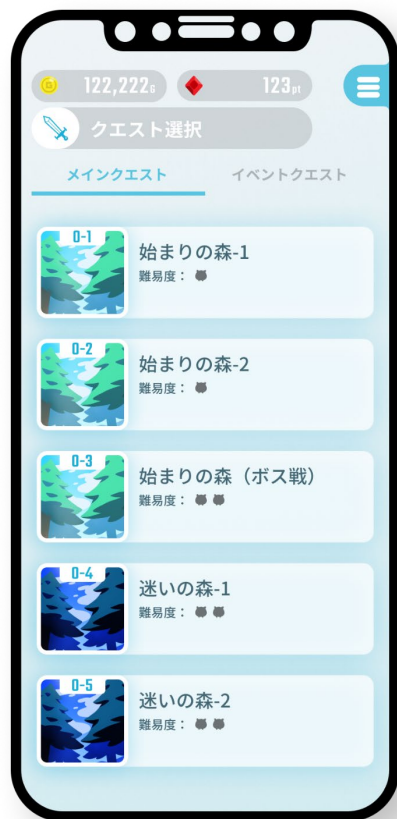 122,222G
123pt
クエスト選択
メインクエスト
イベントクエスト
0-1
始まりの森-1
難易度：
0-2
始まりの森-2
難易度：
0-3
始まりの森（ボス戦）
難易度：
0-4
迷いの森-1
難易度：
0-5
迷いの森-2
難易度：